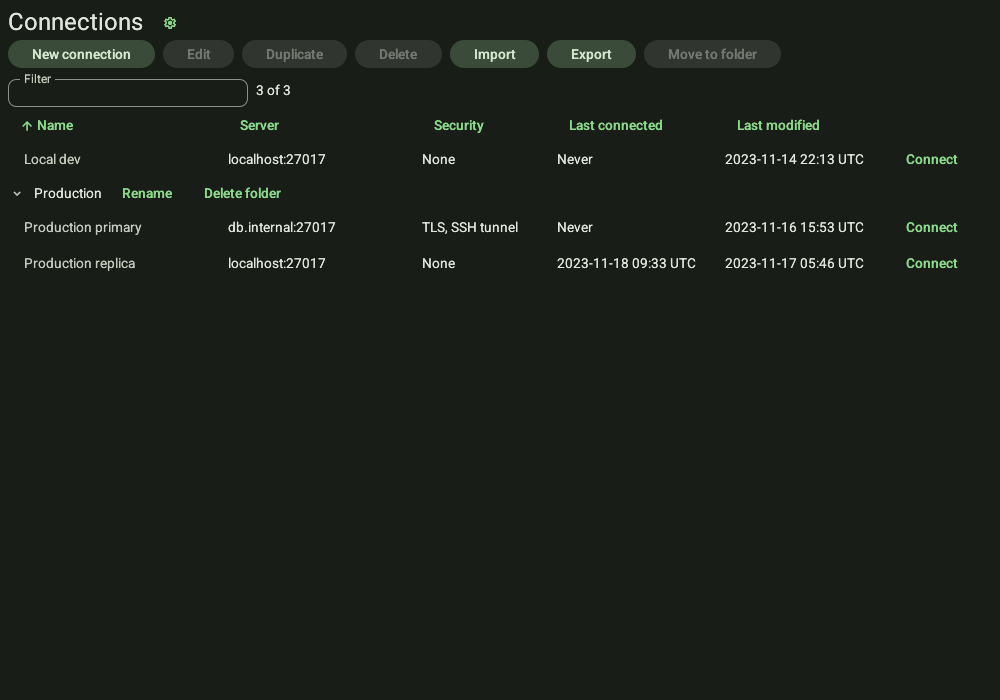 Connections
New connection Edit Duplicate Delete Import Export Move to folder
Filter
3 of 3
Name Server Security Last connected Last modified
Local dev localhost:27017 None Never 2023-11-14 22:13 UTC Connect
Production Rename Delete folder
Production primary db.internal:27017 TLS, SSH tunnel Never 2023-11-16 15:53 UTC Connect
Production replica localhost:27017 None 2023-11-18 09:33 UTC 2023-11-17 05:46 UTC Connect